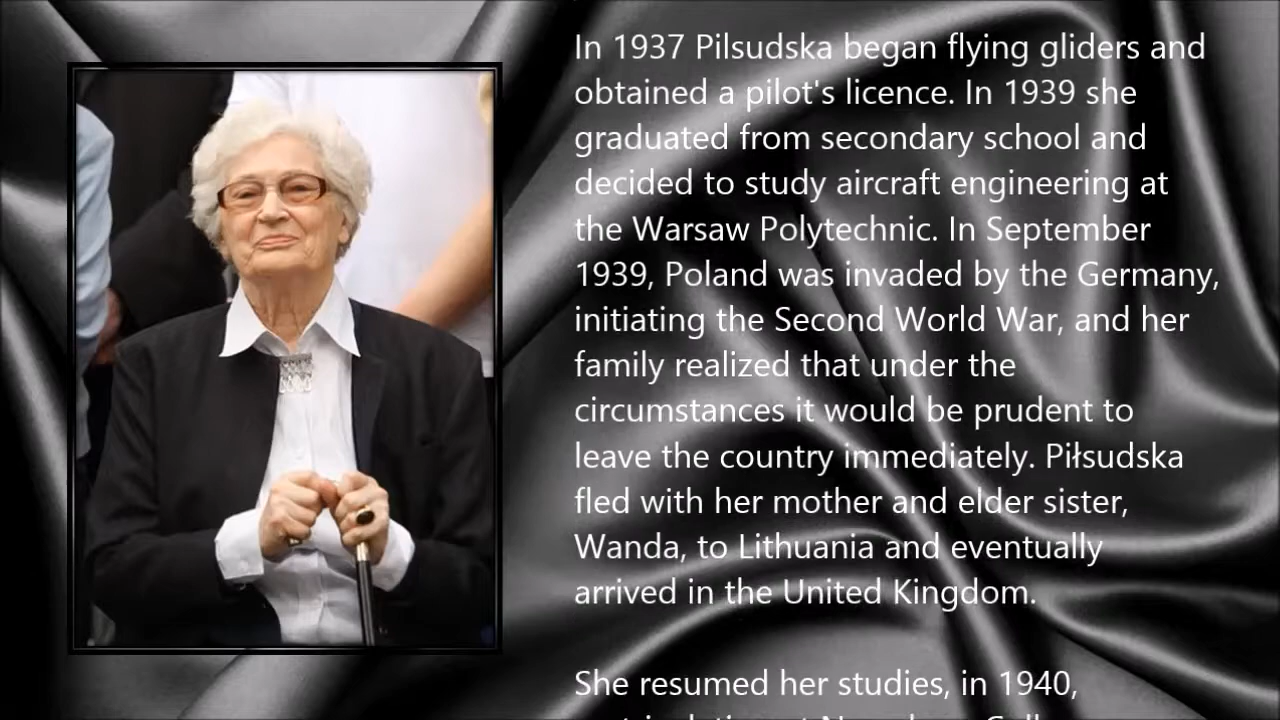 In 1937 Pilsudska began flying gliders and
obtained a pilot's licence. In 1939 she
graduated from secondary school and
decided to study aircraft engineering at
the Warsaw Polytechnic. In September
1939, Poland was invaded by the Germany,
initiating the Second World War, and her
family realized that under the
circumstances it would be prudent to
leave the country immediately. Piłsudska
fled with her mother and elder sister,
Wanda, to Lithuania and eventually
arrived in the United Kingdom.
She resumed her studies, in 1940,